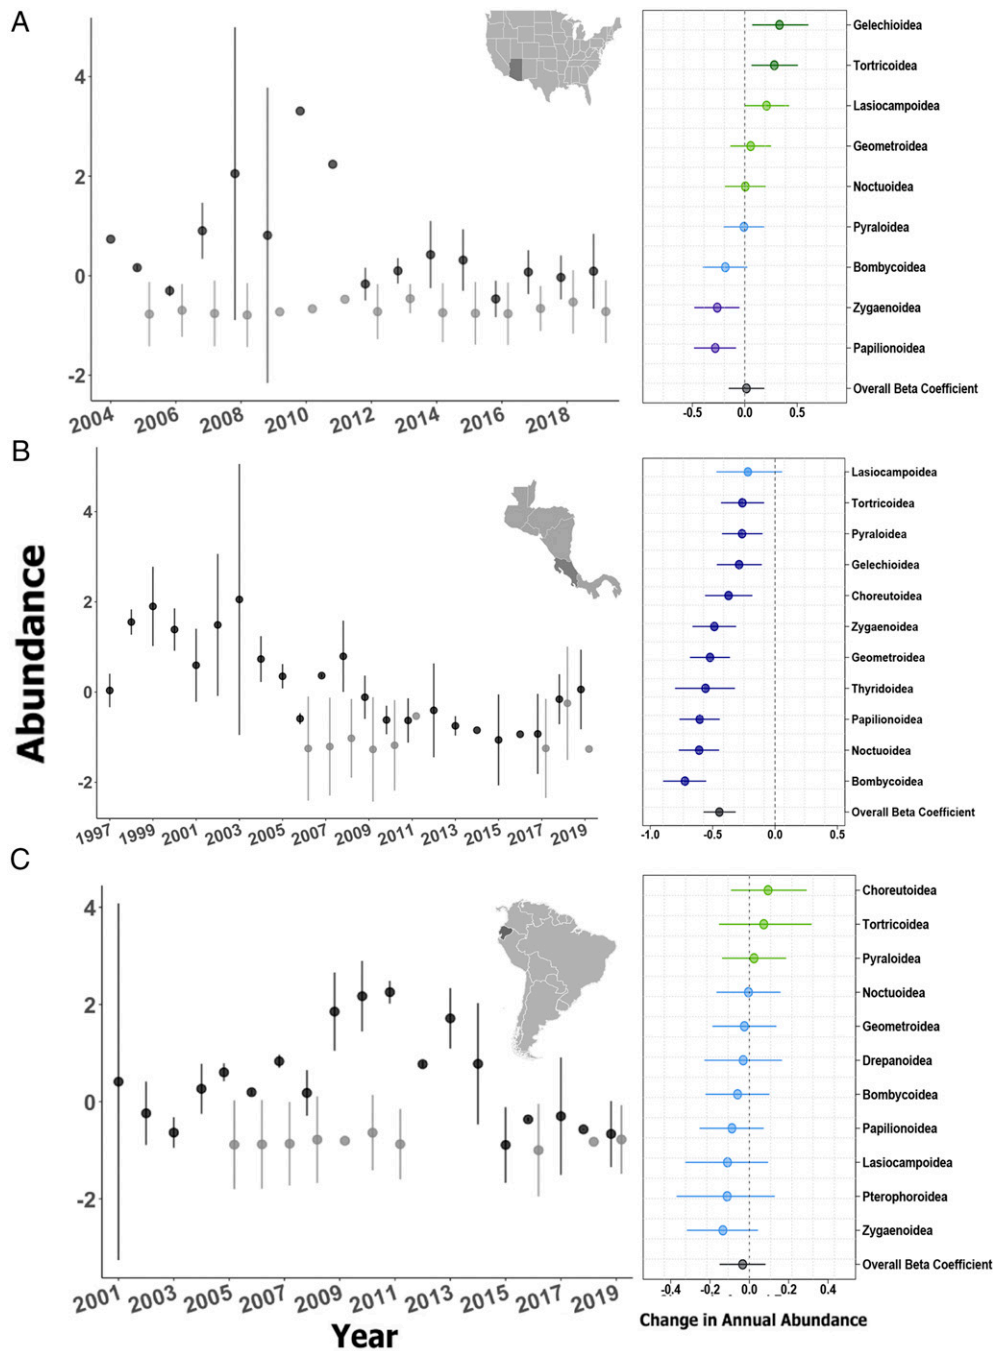 A
4
2
0
-2
2004 2006 2008 2010 2012 2014 2016 2018
Gelechioidea
Tortricoidea
Lasiocampoidea
Geometroidea
Noctuoidea
Pyraloidea
Bombycoidea
Zygaenoidea
Papilionoidea
Overall Beta Coefficient
-0.5 0.0 0.5
B
Abundance
4
2
0
-2
1997 1999 2001 2003 2005 2007 2009 2011 2013 2015 2017 2019
Lasiocampoidea
Tortricoidea
Pyraloidea
Gelechioidea
Choreutoidea
Zygaenoidea
Geometroidea
Thyridoidea
Papilionoidea
Noctuoidea
Bombycoidea
Overall Beta Coefficient
-1.0 -0.5 0.0 0.5
C
4
2
0
-2
2001 2003 2005 2007 2009 2011 2013 2015 2017 2019
Year
Choreutoidea
Tortricoidea
Pyraloidea
Noctuoidea
Geometroidea
Drepanoidea
Bombycoidea
Papilionoidea
Lasiocampoidea
Pterophoroidea
Zygaenoidea
Overall Beta Coefficient
-0.4 -0.2 0.0 0.2 0.4
Change in Annual Abundance